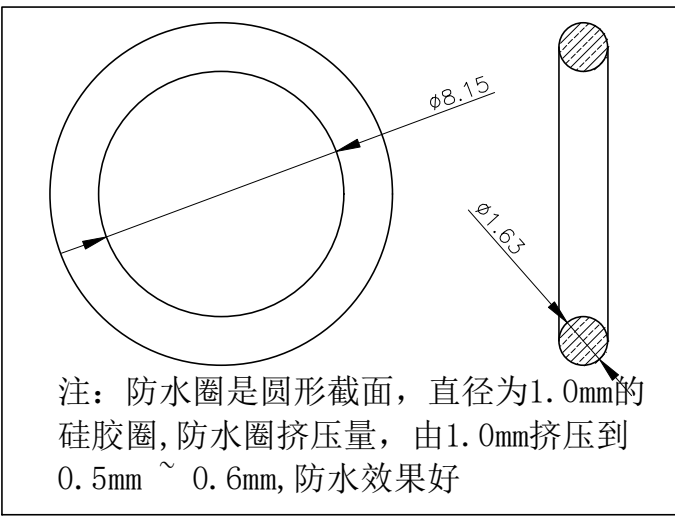 ø8.15
ø1.63
注：防水圈是圆形截面，直径为1.0mm的
硅胶圈,防水圈挤压量，由1.0mm挤压到
0.5mm ~ 0.6mm,防水效果好